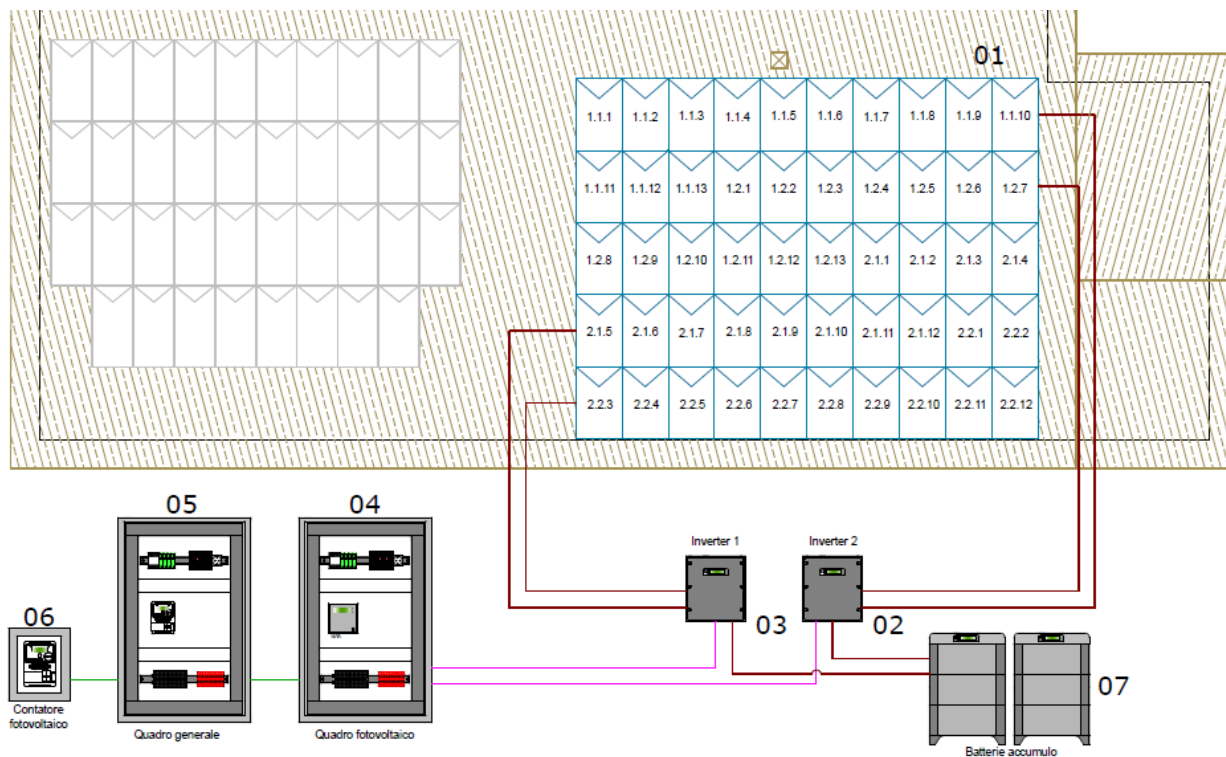 01
1.1.1 1.1.2 1.1.3 1.1.4 1.1.5 1.1.6 1.1.7 1.1.8 1.1.9 1.1.10
1.1.11 1.1.12 1.1.13 1.2.1 1.2.2 1.2.3 1.2.4 1.2.5 1.2.6 1.2.7
1.2.8 1.2.9 1.2.10 1.2.11 1.2.12 1.2.13 2.1.1 2.1.2 2.1.3 2.1.4
2.1.5 2.1.6 2.1.7 2.1.8 2.1.9 2.1.10 2.1.11 2.1.12 2.2.1 2.2.2
2.2.3 2.2.4 2.2.5 2.2.6 2.2.7 2.2.8 2.2.9 2.2.10 2.2.11 2.2.12
05
04
Inverter 1
Inverter 2
06
03
02
07
Contatore
fotovoltaico
Quadro generale
Quadro fotovoltaico
Batterie accumulo